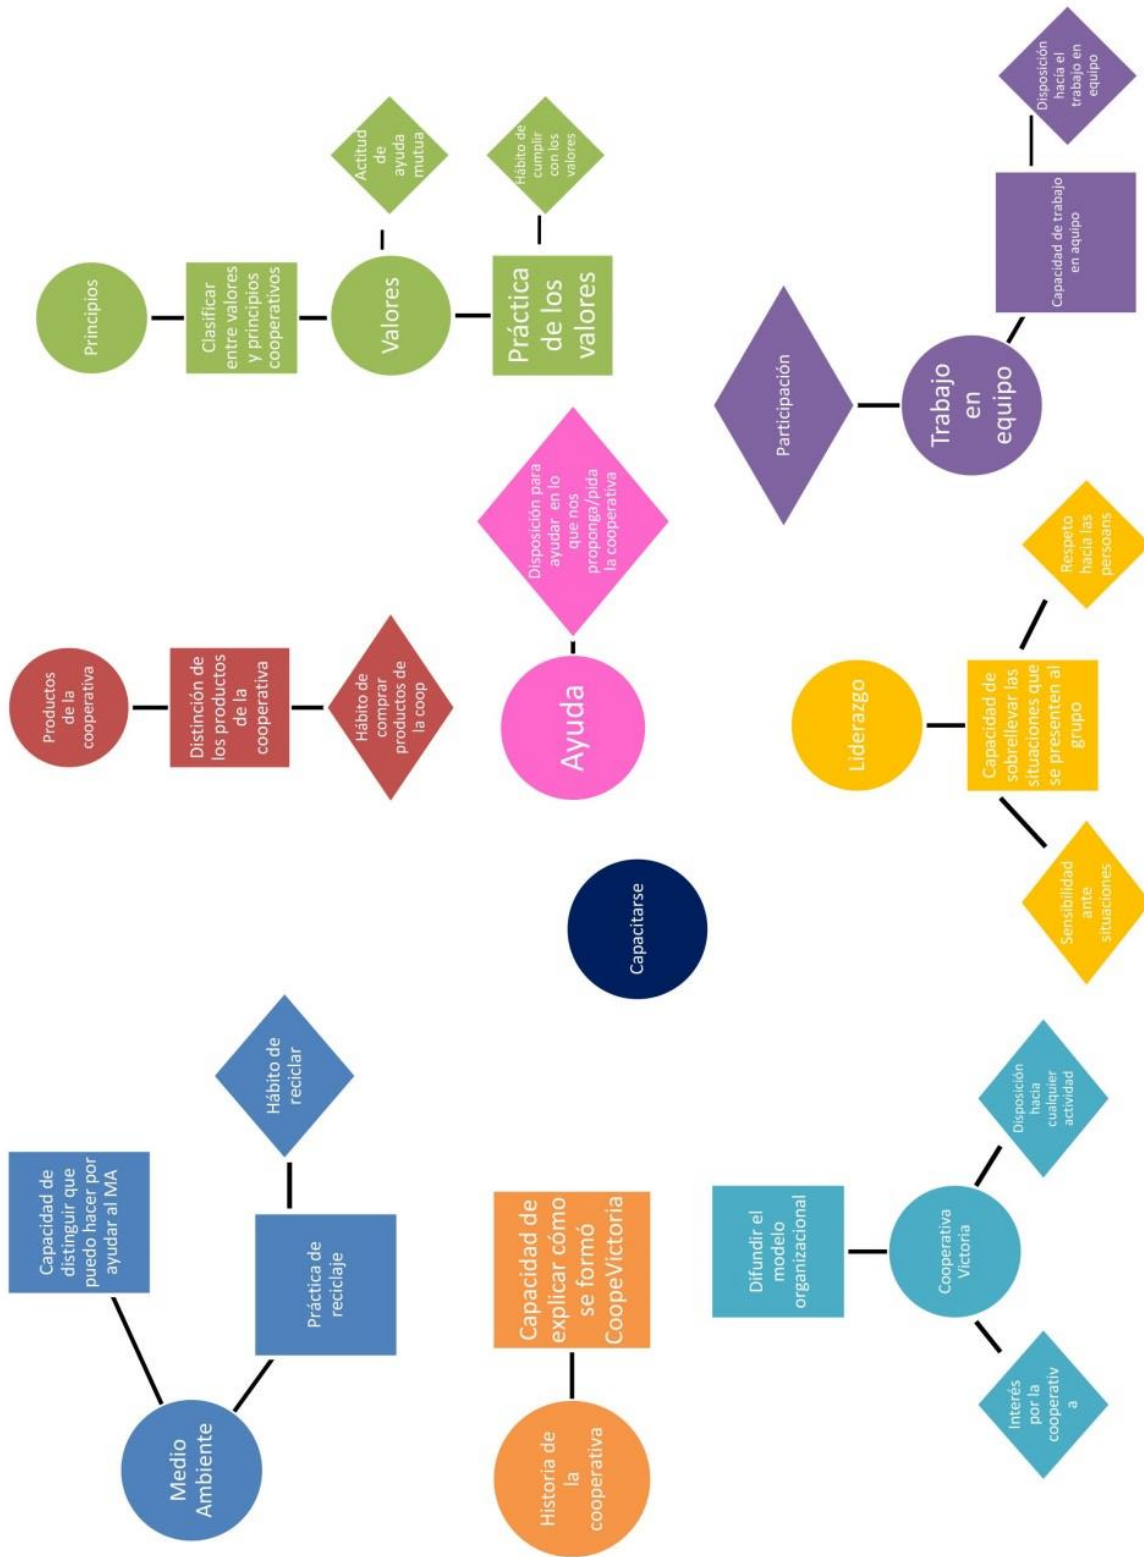 Medio
Ambiente
Capacidad de
distinguir que
puedo hacer por
ayudar al MA
Práctica de
reciclaje
Hábito de
reciclar
Productos
de la
cooperativa
Distinción de
los productos
de la
cooperativa
Hábito de
comprar
productos de
la coop
Principios
Clasificar
entre valores
y principios
cooperativos
Valores
Actitud
de
ayuda
mutua
Práctica
de los
valores
Hábito de
cumplir
con los
valores
Historia de
la
cooperativa
Capacidad de
explicar cómo
se formó
CoopeVictoria
Capacitarse
Ayuda
Disposición para
ayudar en lo
que nos
proponga/pida
la cooperativa
Difundir el
modelo
organizacional
Cooperativa
Victoria
Interés
por la
cooperativ
a
Disposición
hacia
cualquier
actividad
Liderazgo
Capacidad de
sobrellevar las
situaciones que
se presenten al
grupo
Sensibilidad
ante
situaciones
Respeto
hacia las
persoans
Participación
Trabajo
en
equipo
Capacidad de trabajo
en aquipo
Disposición
hacía el
trabajo en
equipo